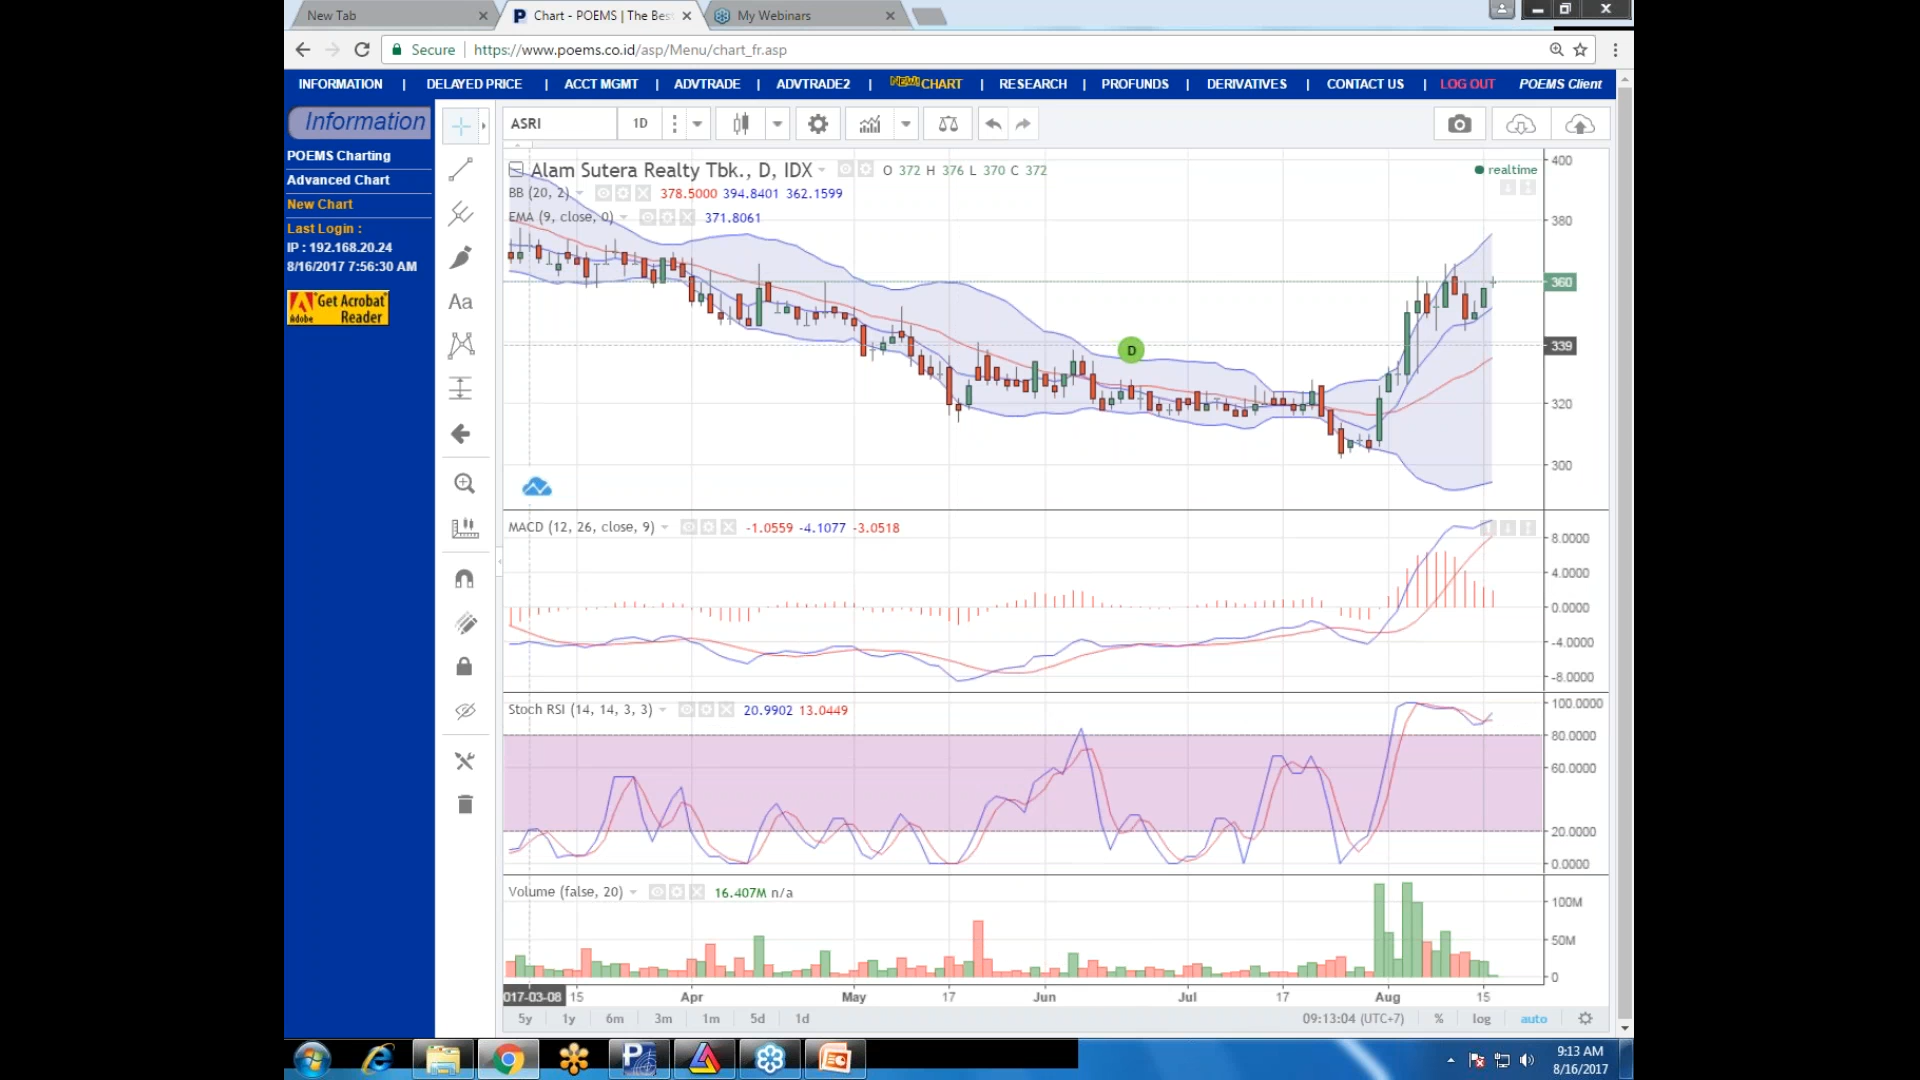 New Tab
Chart - POEMS | The Bes
My Webinars
Secure | https://www.poems.co.id/asp/Menu/chart_fr.asp
INFORMATION | DELAYED PRICE | ACCT MGMT | ADVTRADE | ADVTRADE2 | NEW! CHART | RESEARCH | PROFUNDS | DERIVATIVES | CONTACT US | LOG OUT POEMS Client
Information
POEMS Charting
Advanced Chart
New Chart
Last Login :
IP : 192.168.20.24
8/16/2017 7:56:30 AM
Get Acrobat
Adobe Reader
Aa
ASRI 1D
Alam Sutera Realty Tbk., D, IDX O 372 H 376 L 370 C 372
realtime
BB (20, 2) 378.5000 394.8401 362.1599
EMA (9, close, 0) 371.8061
D
400
380
360
339
320
300
MACD (12, 26, close, 9) -1.0559 -4.1077 -3.0518
8.0000
4.0000
0.0000
-4.0000
-8.0000
Stoch RSI (14, 14, 3, 3) 20.9902 13.0449
100.0000
80.0000
60.0000
20.0000
0.0000
Volume (false, 20) 16.407M n/a
100M
50M
0
017-03-08 15 Apr May 17 Jun Jul 17 Aug 15
5y 1y 6m 3m 1m 5d 1d 09:13:04 (UTC+7) % log auto
9:13 AM
8/16/2017